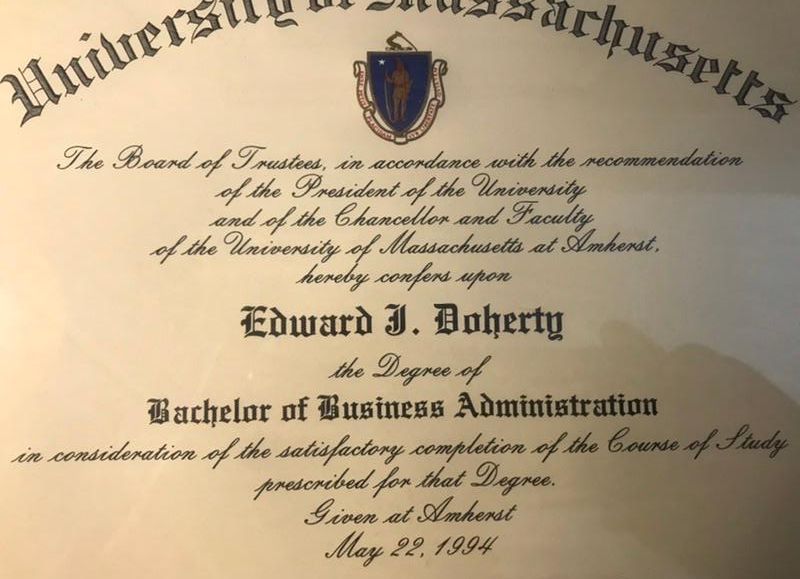 University of Massachusetts
The Board of Trustees, in accordance with the recommendation
of the President of the University
and of the Chancellor and Faculty
of the University of Massachusetts at Amherst,
hereby confers upon
Edward J. Doherty
the Degree of
Bachelor of Business Administration
in consideration of the satisfactory completion of the Course of Study
prescribed for that Degree.
Given at Amherst
May 22, 1994